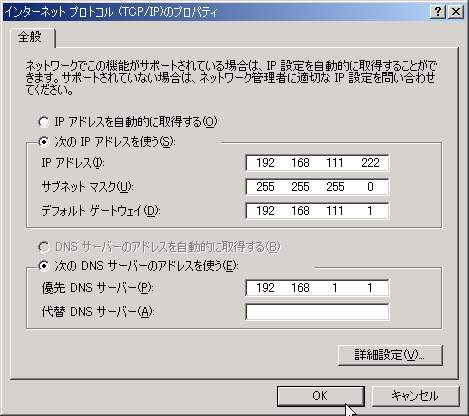 インターネット プロトコル (TCP/IP)のプロパティ
全般
ネットワークでこの機能がサポートされている場合は、IP 設定を自動的に取得することがで
きます。サポートされていない場合は、ネットワーク管理者に適切な IP 設定を問い合わせ
てください。
IP アドレスを自動的に取得する(O)
次の IP アドレスを使う(S):
IP アドレス(I): 192 168 111 222
サブネット マスク(U): 255 255 255 0
デフォルト ゲートウェイ(D): 192 168 111 1
DNS サーバーのアドレスを自動的に取得する(B)
次の DNS サーバーのアドレスを使う(E):
優先 DNS サーバー(P): 192 168 1 1
代替 DNS サーバー(A):
詳細設定(V)...
OK キャンセル